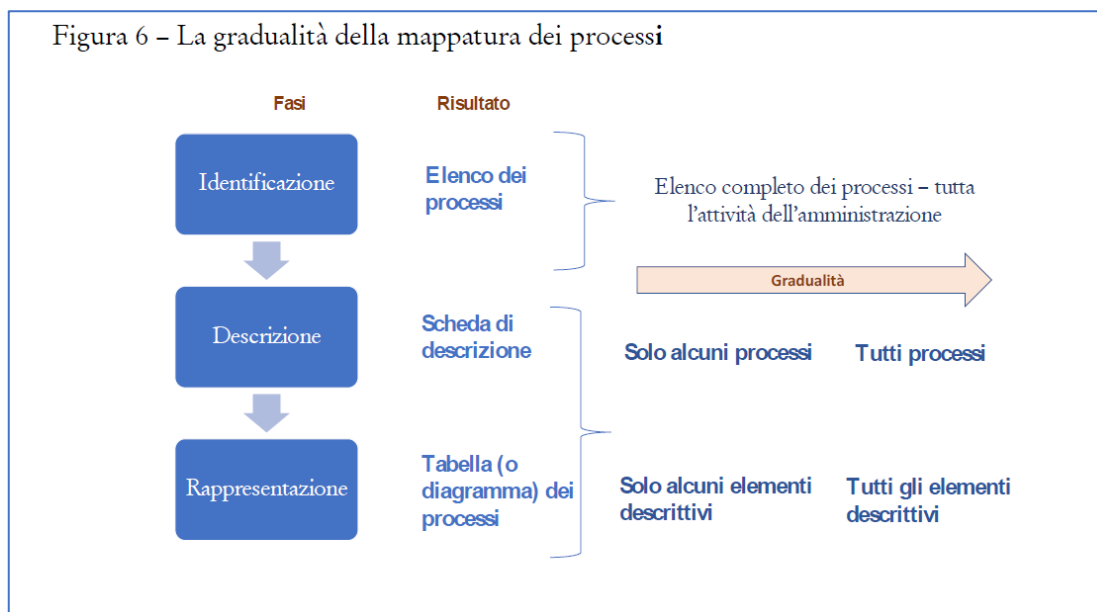 Figura 6 – La gradualità della mappatura dei processi
Fasi
Risultato
Identificazione
Elenco dei
processi
Elenco completo dei processi – tutta
l'attività dell'amministrazione
Gradualità
Descrizione
Scheda di
descrizione
Solo alcuni processi
Tutti processi
Rappresentazione
Tabella (o
diagramma) dei
processi
Solo alcuni elementi
descrittivi
Tutti gli elementi
descrittivi